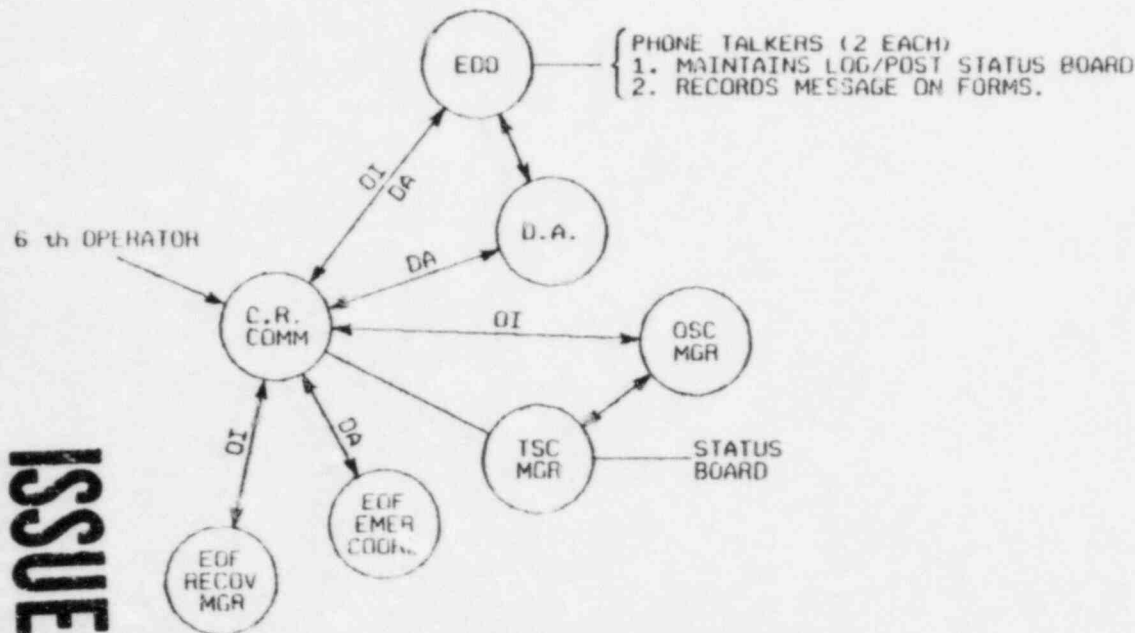 EDO
PHONE TALKERS (2 EACH)
1. MAINTAINS LOG/POST STATUS BOARD
2. RECORDS MESSAGE ON FORMS.
OI
DA
D.A.
6 th OPERATOR
DA
C.R.
COMM
OI
OSC
MGR
OI
DA
TSC
MGR
STATUS
BOARD
EOF
EMER
EOF
RECOV
MGR
ISSUE